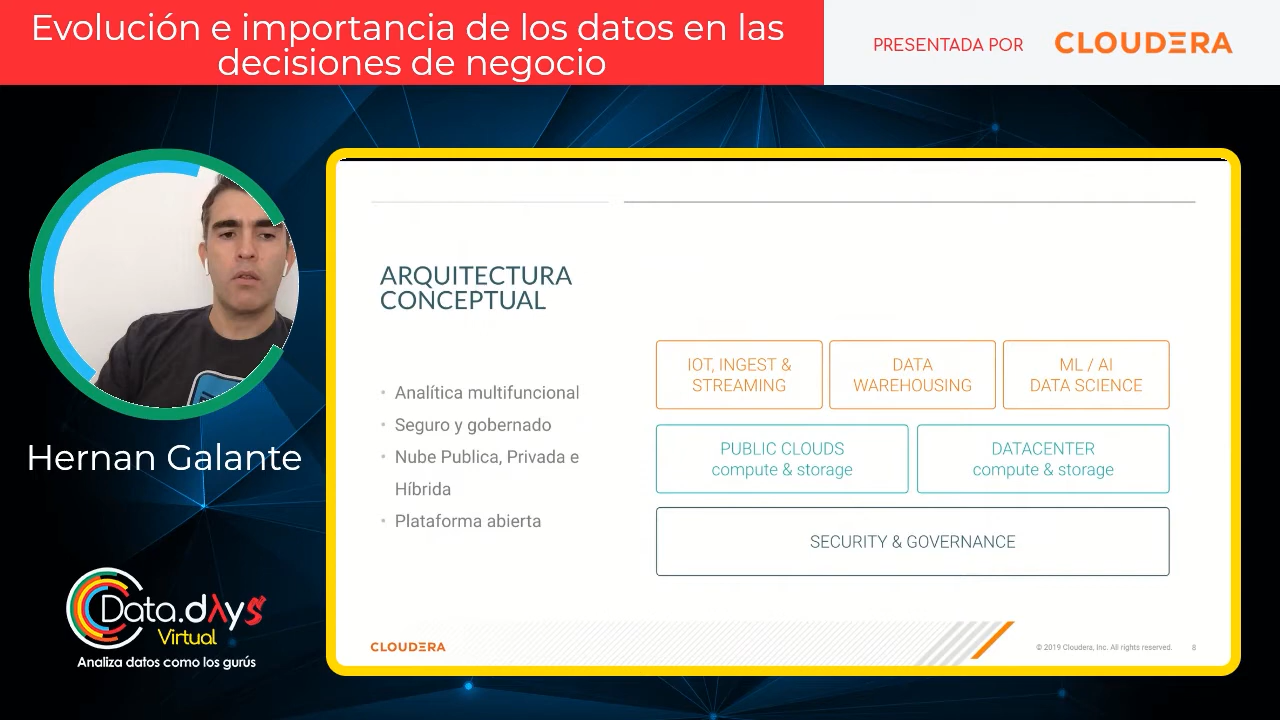 Evolución e importancia de los datos en las
decisiones de negocio
PRESENTADA POR
CLOUDERA
ARQUITECTURA
CONCEPTUAL
• Analítica multifuncional
• Seguro y gobernado
• Nube Publica, Privada e
Híbrida
• Plataforma abierta
IOT, INGEST &
STREAMING
DATA
WAREHOUSING
ML / AI
DATA SCIENCE
PUBLIC CLOUDS
compute & storage
DATACENTER
compute & storage
SECURITY & GOVERNANCE
CLOUDERA
© 2019 Cloudera, Inc. All rights reserved.
8
Hernan Galante
Data.days
Virtual
Analiza datos como los gurús